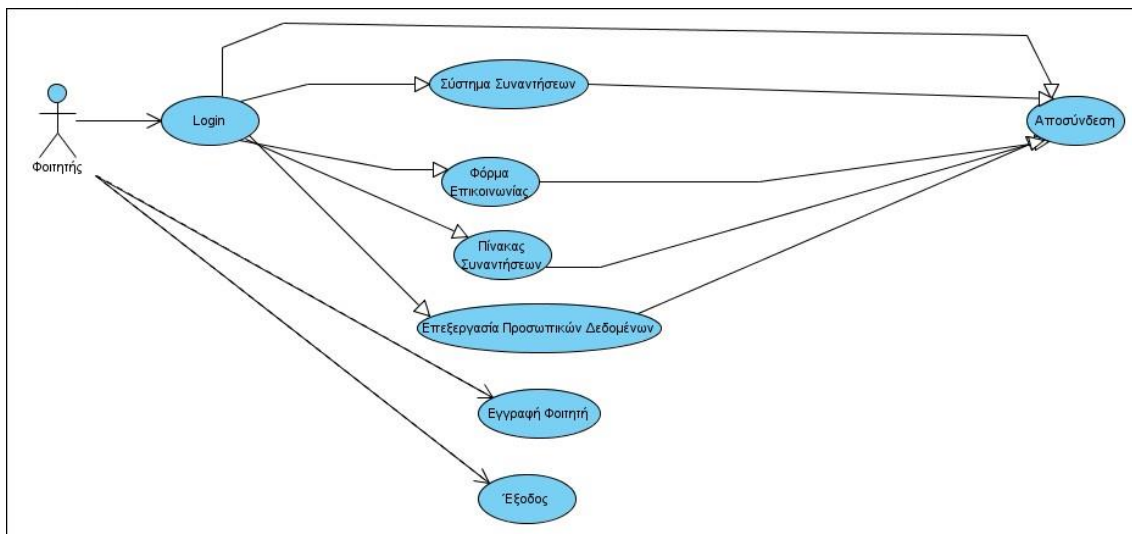 Σύστημα Συναντήσεων
Login
Αποσύνδεση
Φοιτητής
Φόρμα
Επικοινωνίας
Πίνακας
Συναντήσεων
Επεξεργασία Προσωπικών Δεδομένων
Εγγραφή Φοιτητή
Έξοδος